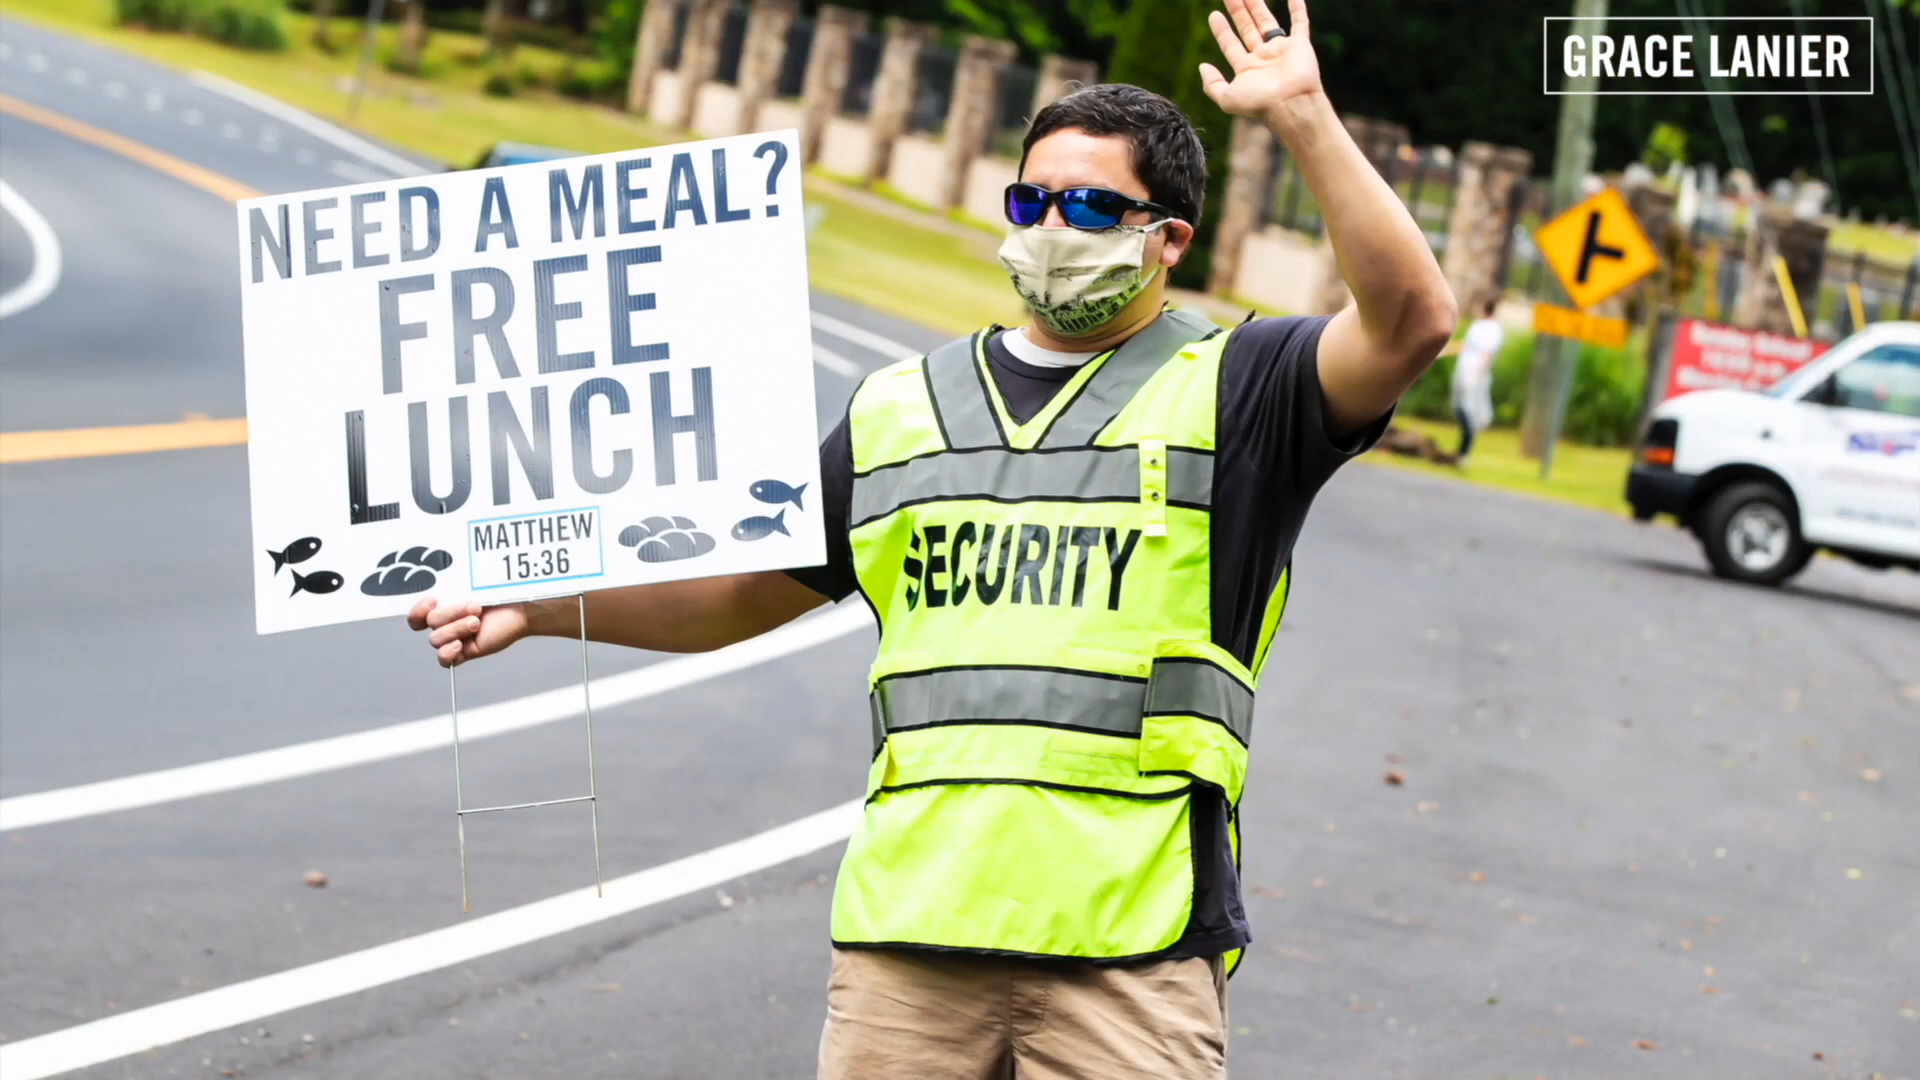 GRACE LANIER
NEED A MEAL?
FREE
LUNCH
MATTHEW
15:36
SECURITY